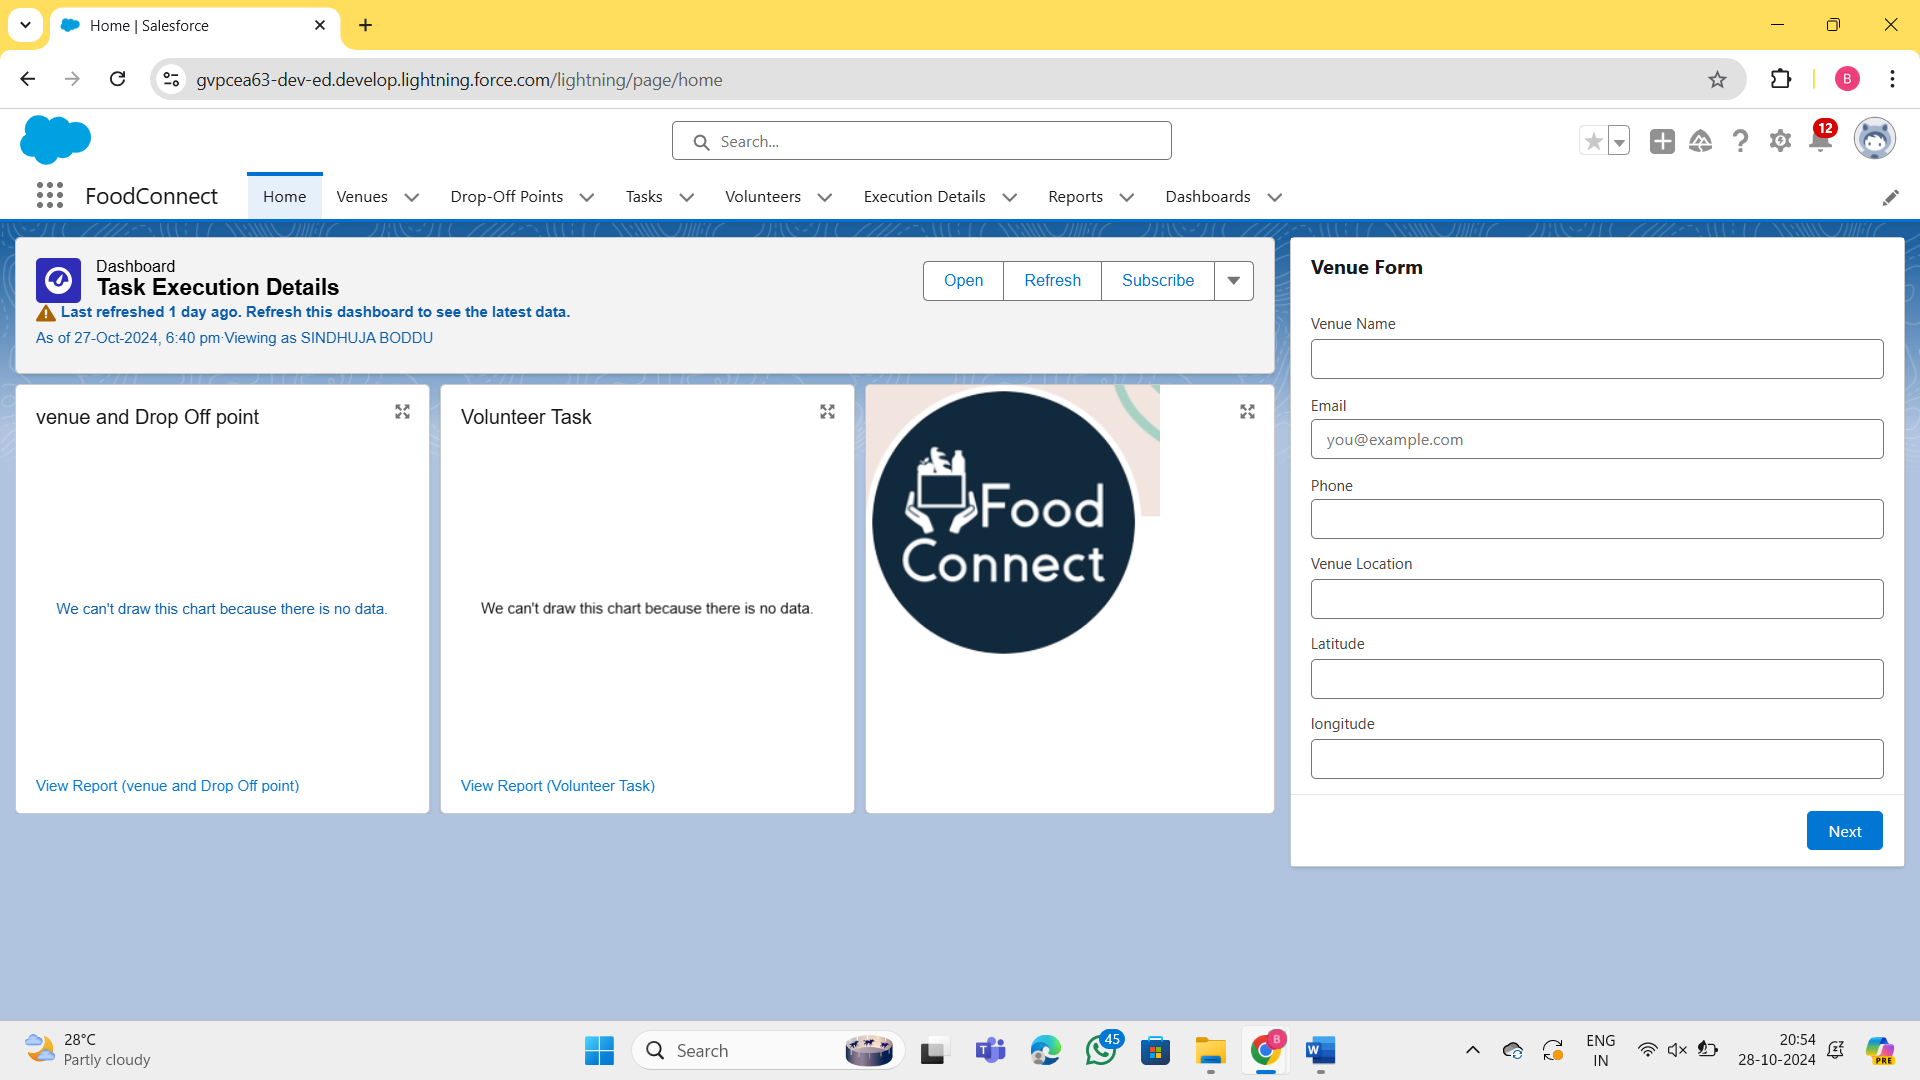 Home | Salesforce
gvpcea63-dev-ed.develop.lightning.force.com/lightning/page/home
B
Search...
12
FoodConnect Home Venues Drop-Off Points Tasks Volunteers Execution Details Reports Dashboards
Dashboard
Task Execution Details
Last refreshed 1 day ago. Refresh this dashboard to see the latest data.
As of 27-Oct-2024, 6:40 pm·Viewing as SINDHUJA BODDU
Open Refresh Subscribe
venue and Drop Off point
We can't draw this chart because there is no data.
View Report (venue and Drop Off point)
Volunteer Task
We can't draw this chart because there is no data.
View Report (Volunteer Task)
Food
Connect
Venue Form
Venue Name
Email
you@example.com
Phone
Venue Location
Latitude
longitude
Next
28°C
Partly cloudy
Search
45
B
W
ENG
IN
20:54
28-10-2024
PRE